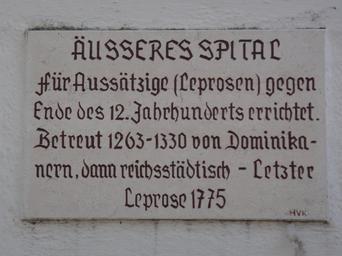 ÄUSSERES SPITAL
für Aussätzige (Leprosen) gegen
Ende des 12. Jahrhunderts errichtet.
Betreut 1263-1330 von Dominika-
nern, dann reichsstädtisch - Letzter
Leprose 1775
HVK